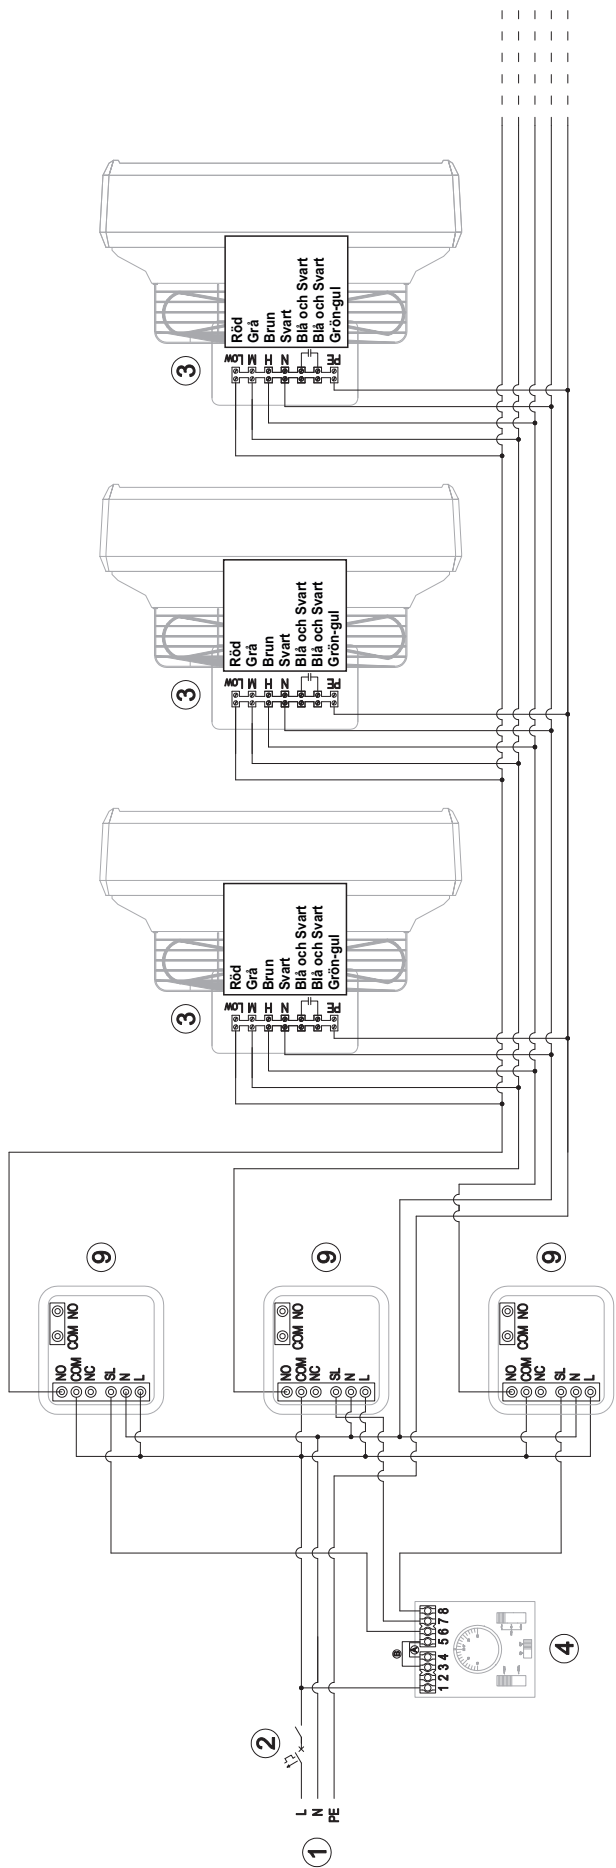 9
NO
COM
NC
SL
N
L
COM NO
9
NO
COM
NC
SL
N
L
COM NO
9
NO
COM
NC
SL
N
L
COM NO
3
LOW
M
H
N
PE
Röd
Grå
Brun
Svart
Blå och Svart
Blå och Svart
Grön-gul
3
LOW
M
H
N
PE
Röd
Grå
Brun
Svart
Blå och Svart
Blå och Svart
Grön-gul
3
LOW
M
H
N
PE
Röd
Grå
Brun
Svart
Blå och Svart
Blå och Svart
Grön-gul
2
L
N
PE
1
B
A
1 2 3 4 5 6 7 8
4